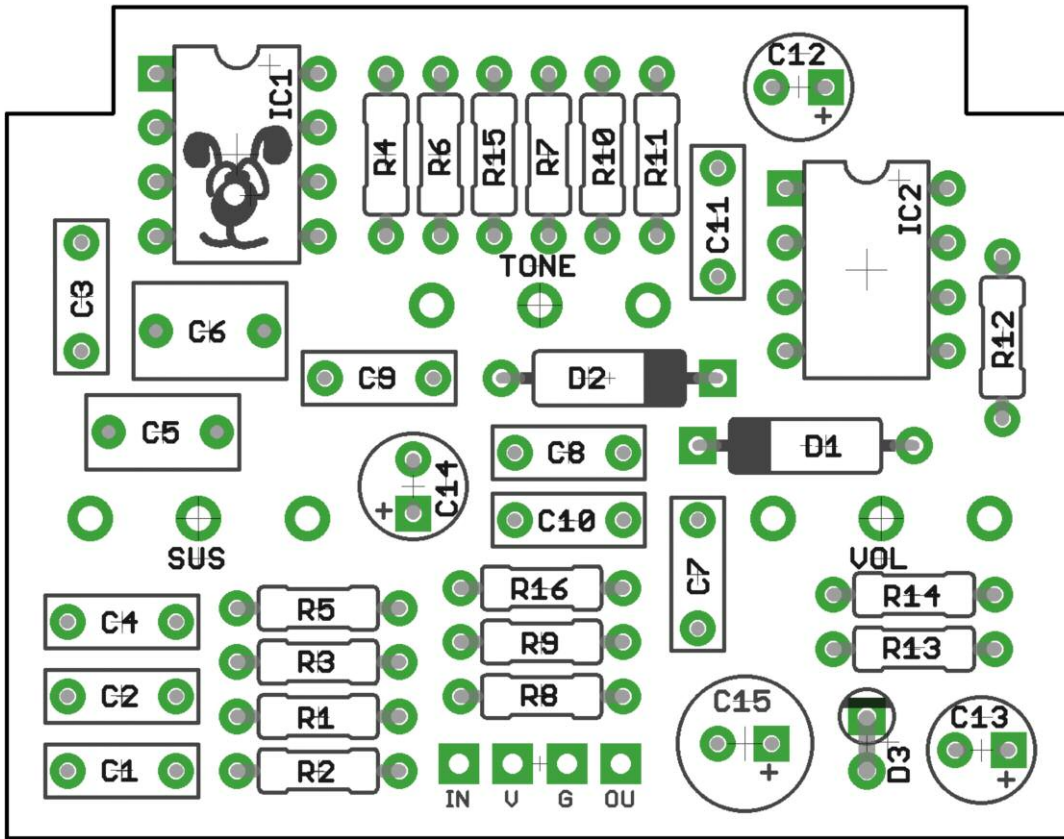 IC1
R4
R6
R15
R7
R10
R11
C12
+
C11
IC2
TONE
C3
C6
R12
C9
D2
C5
C8
D1
C14
+
C10
SUS
C7
VOL
R16
R14
R5
C4
R9
R13
R3
C2
R8
C15
R1
C13
D3
C1
R2
+
+
IN
V
G
OU